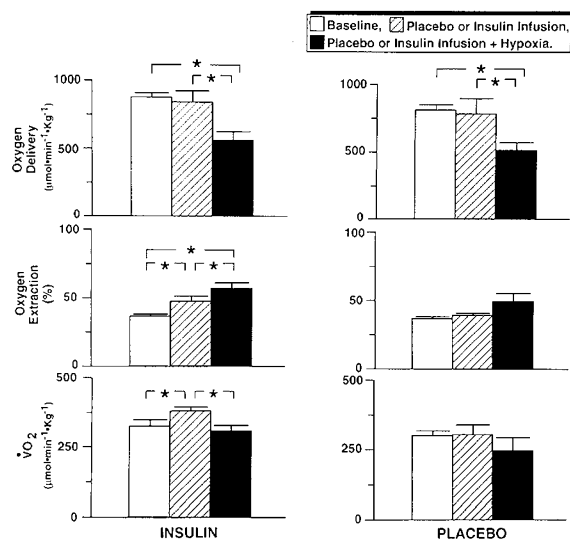 Baseline, Placebo or Insulin Infusion,
Placebo or Insulin Infusion + Hypoxia.
Oxygen
Delivery
(μmol•min⁻¹•Kg⁻¹)
1000
500
0
* *
1000
500
250
0
* *
Oxygen
Extraction
(%)
100
50
0
*
* *
100
50
0
V̇O₂
(μmol•min⁻¹•Kg⁻¹)
500
250
0
* *
500
250
0
INSULIN
PLACEBO